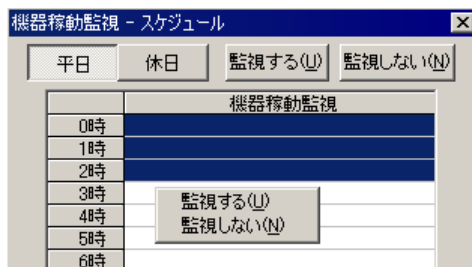 機器稼動監視 - スケジュール
平日 休日 監視する(U) 監視しない(N)
機器稼動監視
0時
1時
2時
3時
監視する(U)
4時
監視しない(N)
5時
6時